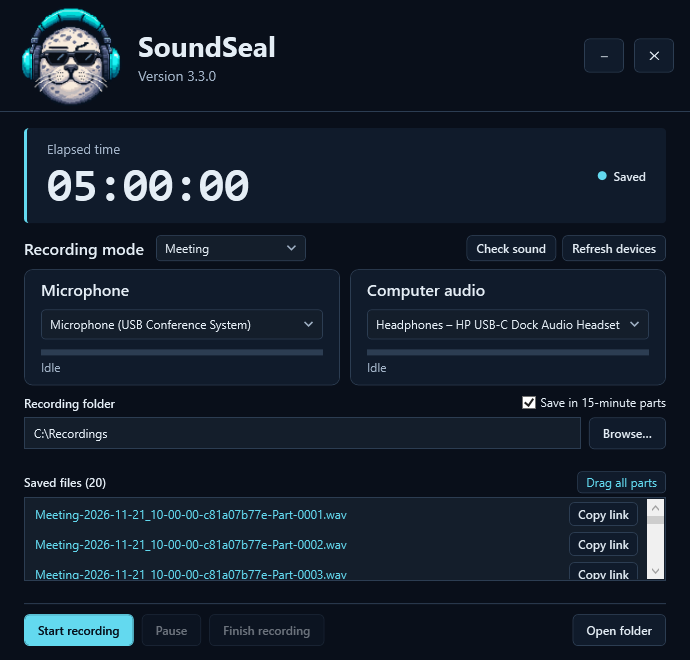 SoundSeal
Version 3.3.0
Elapsed time
05:00:00
Saved
Recording mode
Meeting
Check sound
Refresh devices
Microphone
Microphone (USB Conference System)
Idle
Computer audio
Headphones – HP USB-C Dock Audio Headset
Idle
Recording folder
Save in 15-minute parts
C:\Recordings
Browse...
Saved files (20)
Drag all parts
Meeting-2026-11-21_10-00-00-c81a07b77e-Part-0001.wav
Copy link
Meeting-2026-11-21_10-00-00-c81a07b77e-Part-0002.wav
Copy link
Meeting-2026-11-21_10-00-00-c81a07b77e-Part-0003.wav
Copy link
Start recording
Pause
Finish recording
Open folder